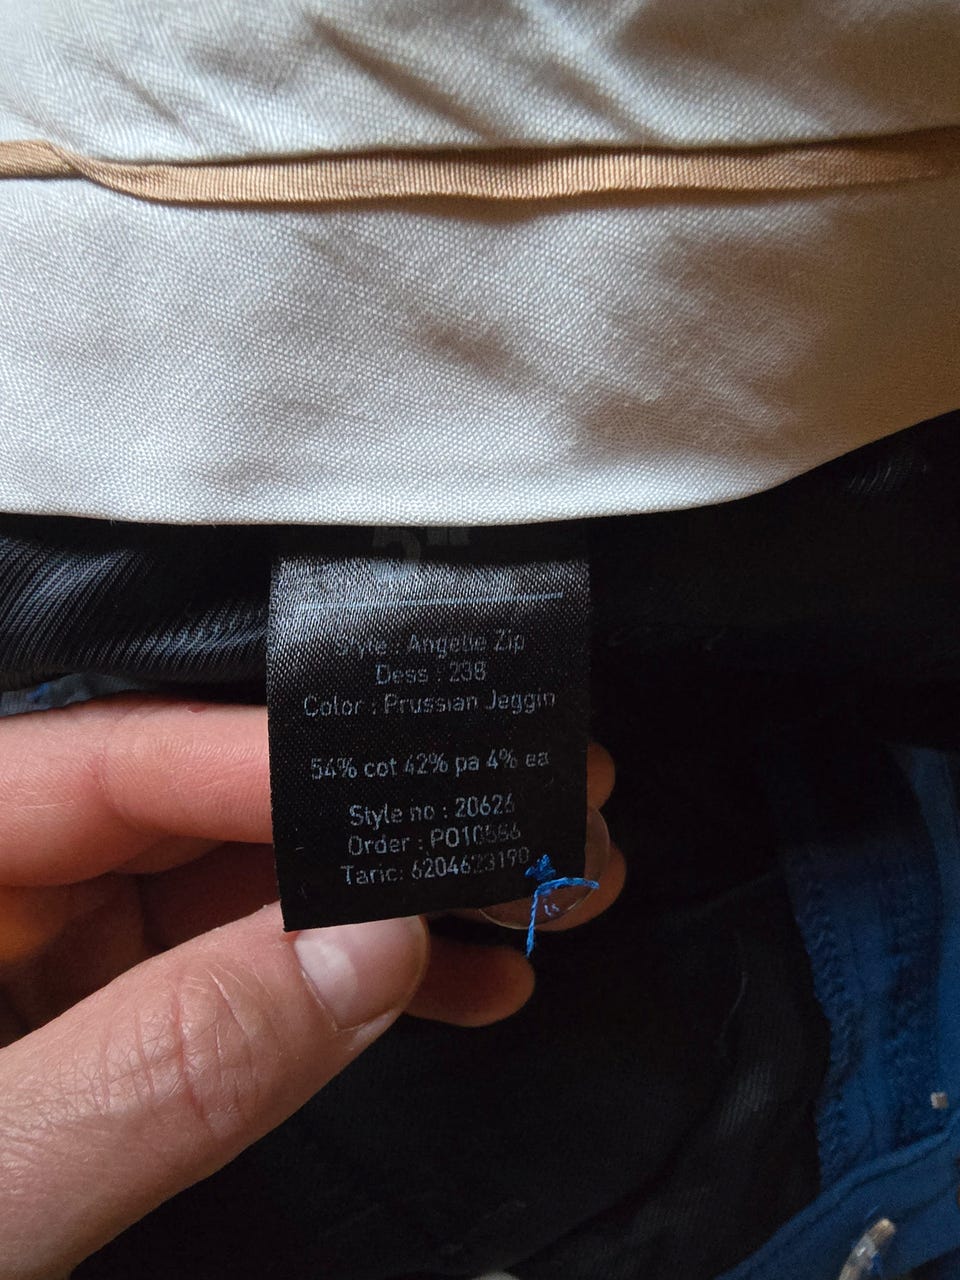 Style : Angelie Zip
Dess : 238
Color : Prussian Jeggin
54% cot 42% pa 4% ea
Style no : 20626
Order : PO10586
Taric: 6204623190